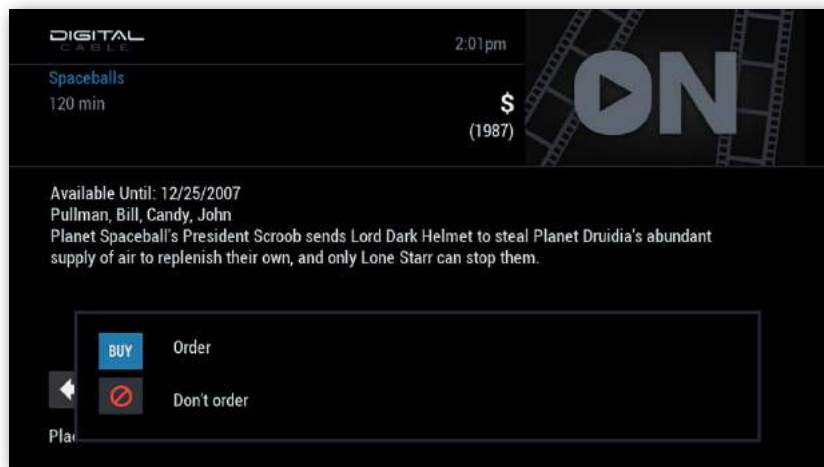 DIGITAL
CABLE
2:01pm
ON
Spaceballs
120 min
$
(1987)
Available Until: 12/25/2007
Pullman, Bill, Candy, John
Planet Spaceball's President Scroob sends Lord Dark Helmet to steal Planet Druidia's abundant
supply of air to replenish their own, and only Lone Starr can stop them.
BUY Order
Don't order